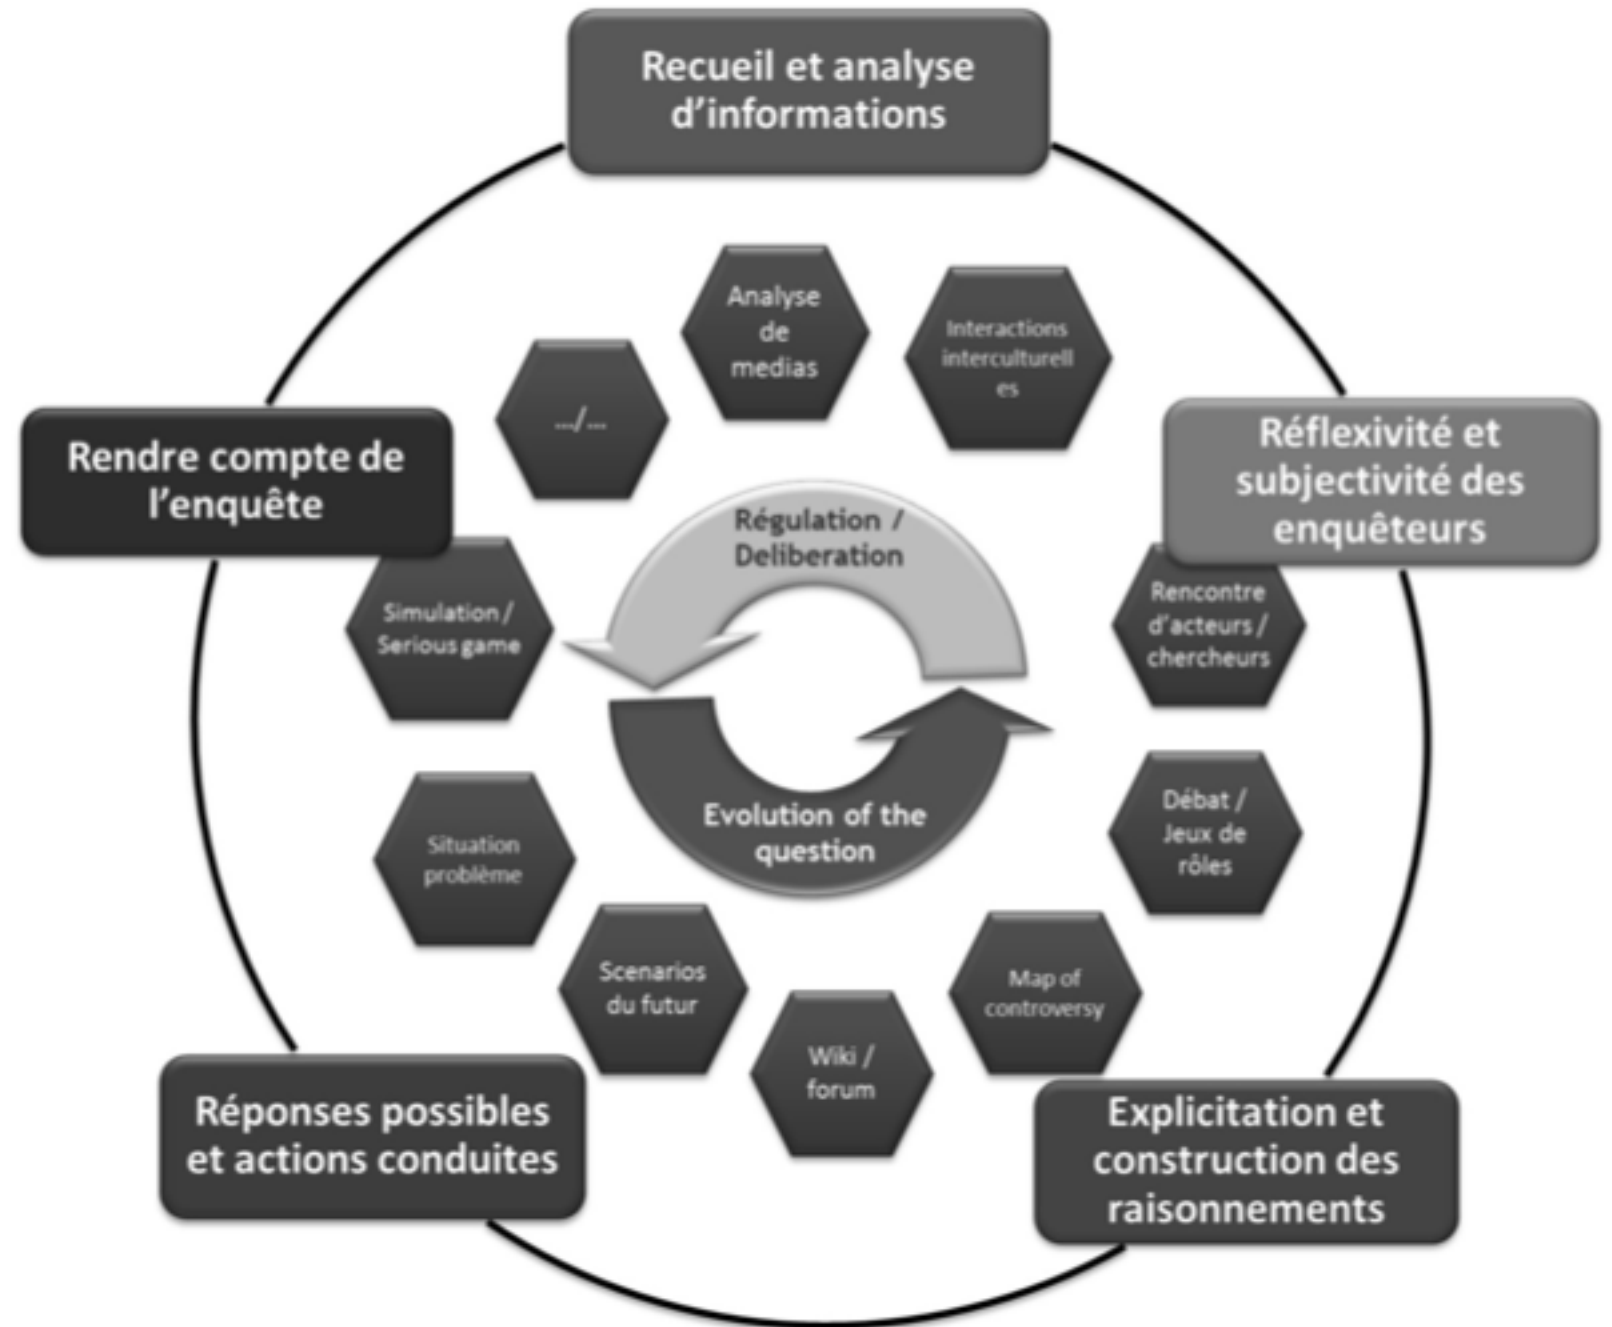 Recueil et analyse
d'informations
Analyse
de
medias
Interactions
interculturell
es
.../...
Réflexivité et
subjectivité des
enquêteurs
Rendre compte de
l'enquête
Régulation /
Deliberation
Simulation /
Serious game
Rencontre
d'acteurs /
chercheurs
Evolution of the
question
Débat /
Jeux de
rôles
Situation
problème
Scenarios
du futur
Map of
controversy
Wiki /
forum
Réponses possibles
et actions conduites
Explicitation et
construction des
raisonnements